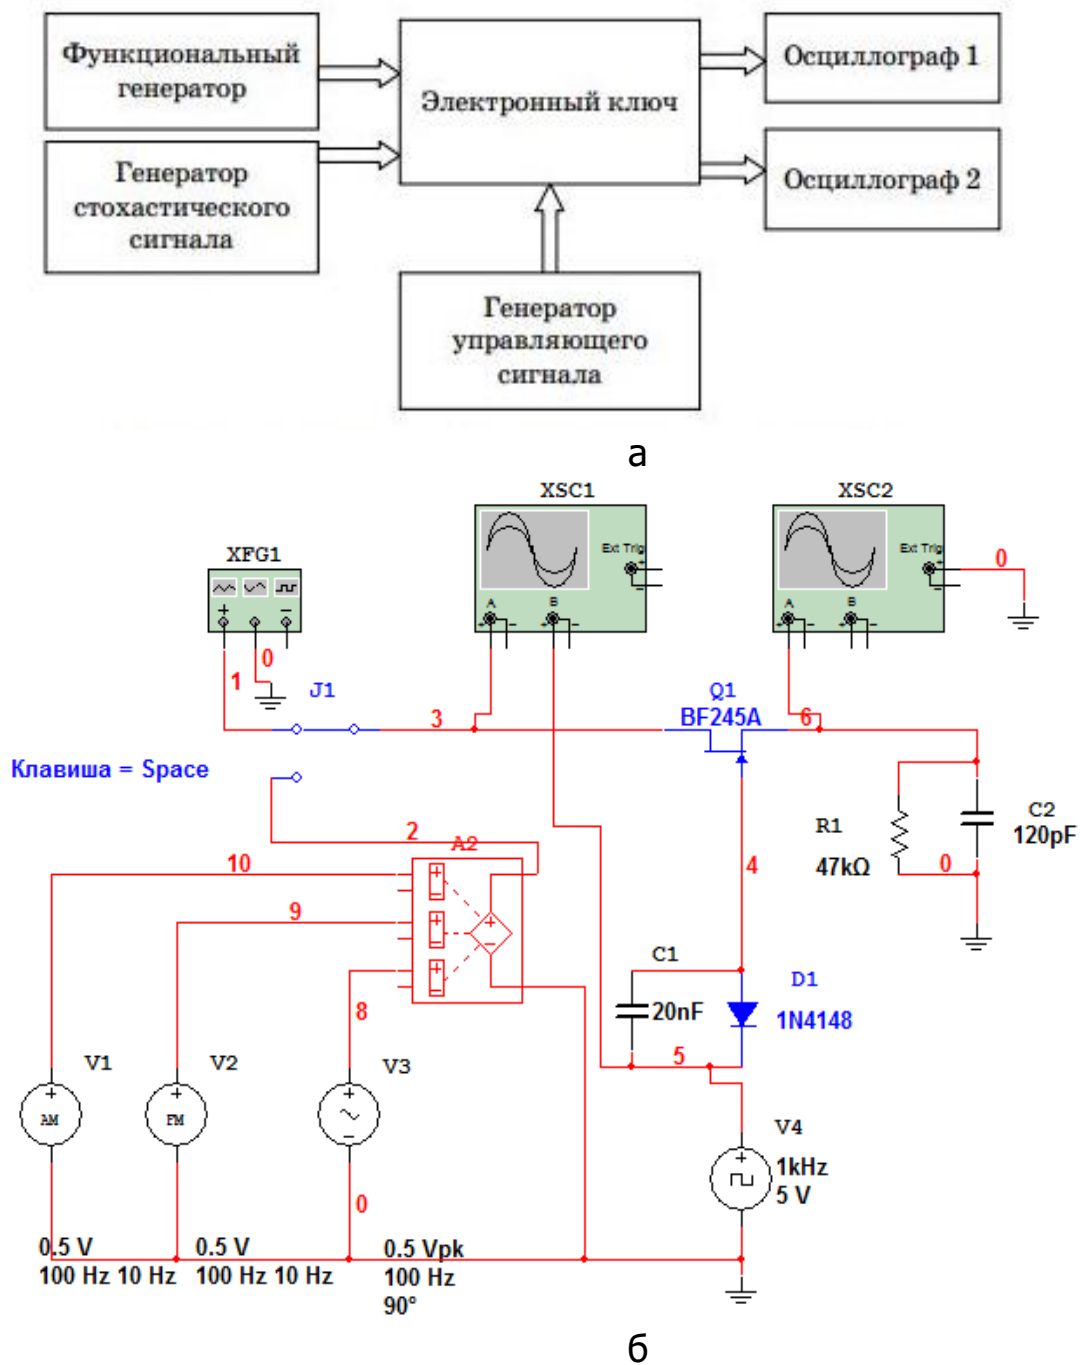 Функциональный
генератор
Генератор
стохастического
сигнала
Электронный ключ
Осциллограф 1
Осциллограф 2
Генератор
управляющего
сигнала
а
XFG1
+
−
XSC1
Ext Trig
+
−
A
B
+ −
+ −
XSC2
Ext Trig
+
−
A
B
+ −
+ −
0
1
0
J1
3
Q1
BF245A
6
Клавиша = Space
2
A2
10
9
8
4
R1
47kΩ
C2
120pF
0
C1
20nF
D1
1N4148
5
V1
AM
V2
FM
V3
V4
1kHz
5 V
0
0.5 V
100 Hz 10 Hz
0.5 V
100 Hz 10 Hz
0.5 Vpk
100 Hz
90°
б